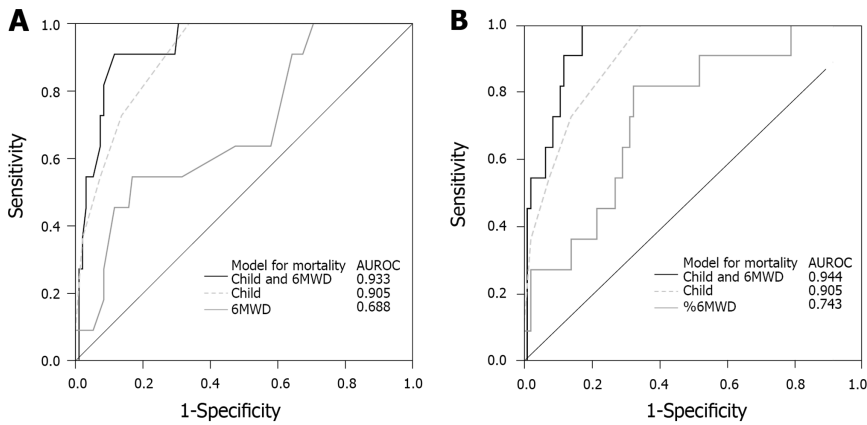 A
Sensitivity
1.0
0.8
0.6
0.4
0.2
0.0
Model for mortality AUROC
Child and 6MWD 0.933
Child 0.905
6MWD 0.688
0.0 0.2 0.4 0.6 0.8 1.0
1-Specificity
B
Sensitivity
1.0
0.8
0.6
0.4
0.2
0.0
Model for mortality AUROC
Child and 6MWD 0.944
Child 0.905
%6MWD 0.743
0.0 0.2 0.4 0.6 0.8 1.0
1-Specificity